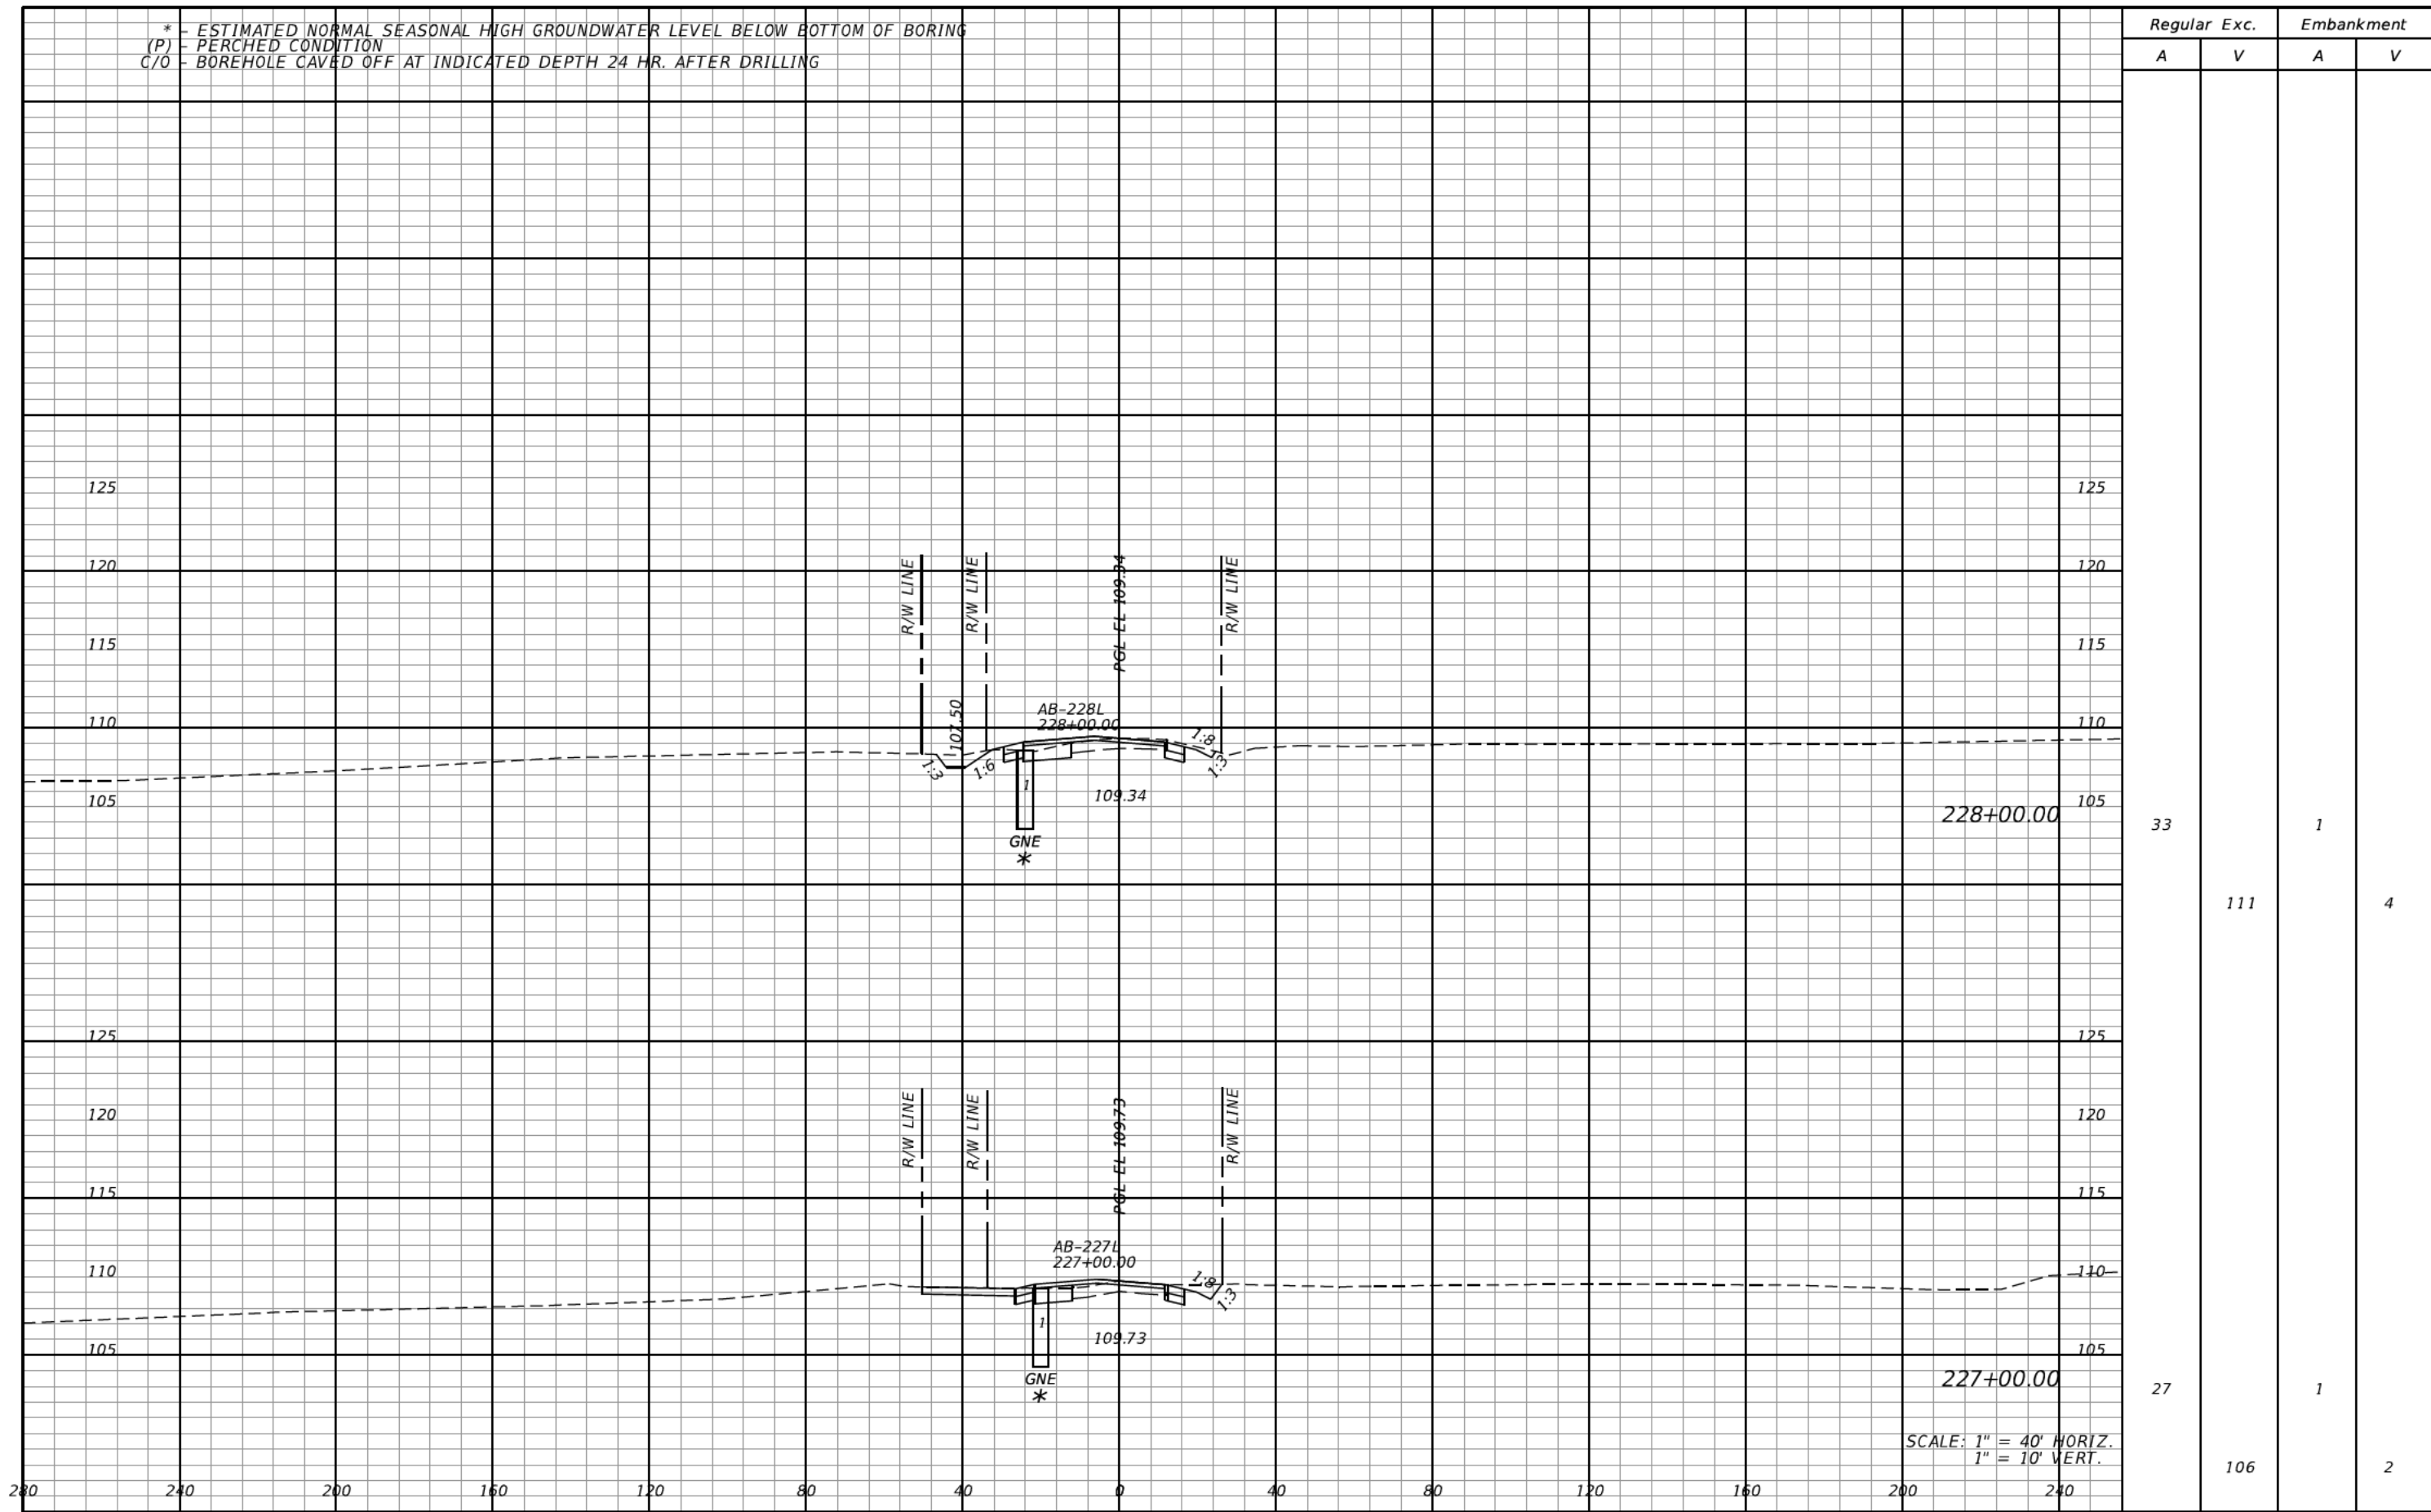 * - ESTIMATED NORMAL SEASONAL HIGH GROUNDWATER LEVEL BELOW BOTTOM OF BORING
(P) - PERCHED CONDITION
C/O - BOREHOLE CAVED OFF AT INDICATED DEPTH 24 HR. AFTER DRILLING
Regular Exc. Embankment
A V A V
125 125
120 120
R/W LINE R/W LINE PGL EL 109.34 R/W LINE
115 115
107.50
AB-228L
228+00.00
110 110
1:8
1:3 1:6 1:3
1
109.34
105 105
228+00.00 33 1
GNE
*
111 4
125 125
120 120
R/W LINE R/W LINE PGL EL 109.73 R/W LINE
115 115
AB-227L
227+00.00
110 110
1:8
1:3
1
109.73
105 105
GNE
*
227+00.00 27 1
SCALE: 1" = 40' HORIZ.
1" = 10' VERT.
106 2
280 240 200 160 120 80 40 0 40 80 120 160 200 240